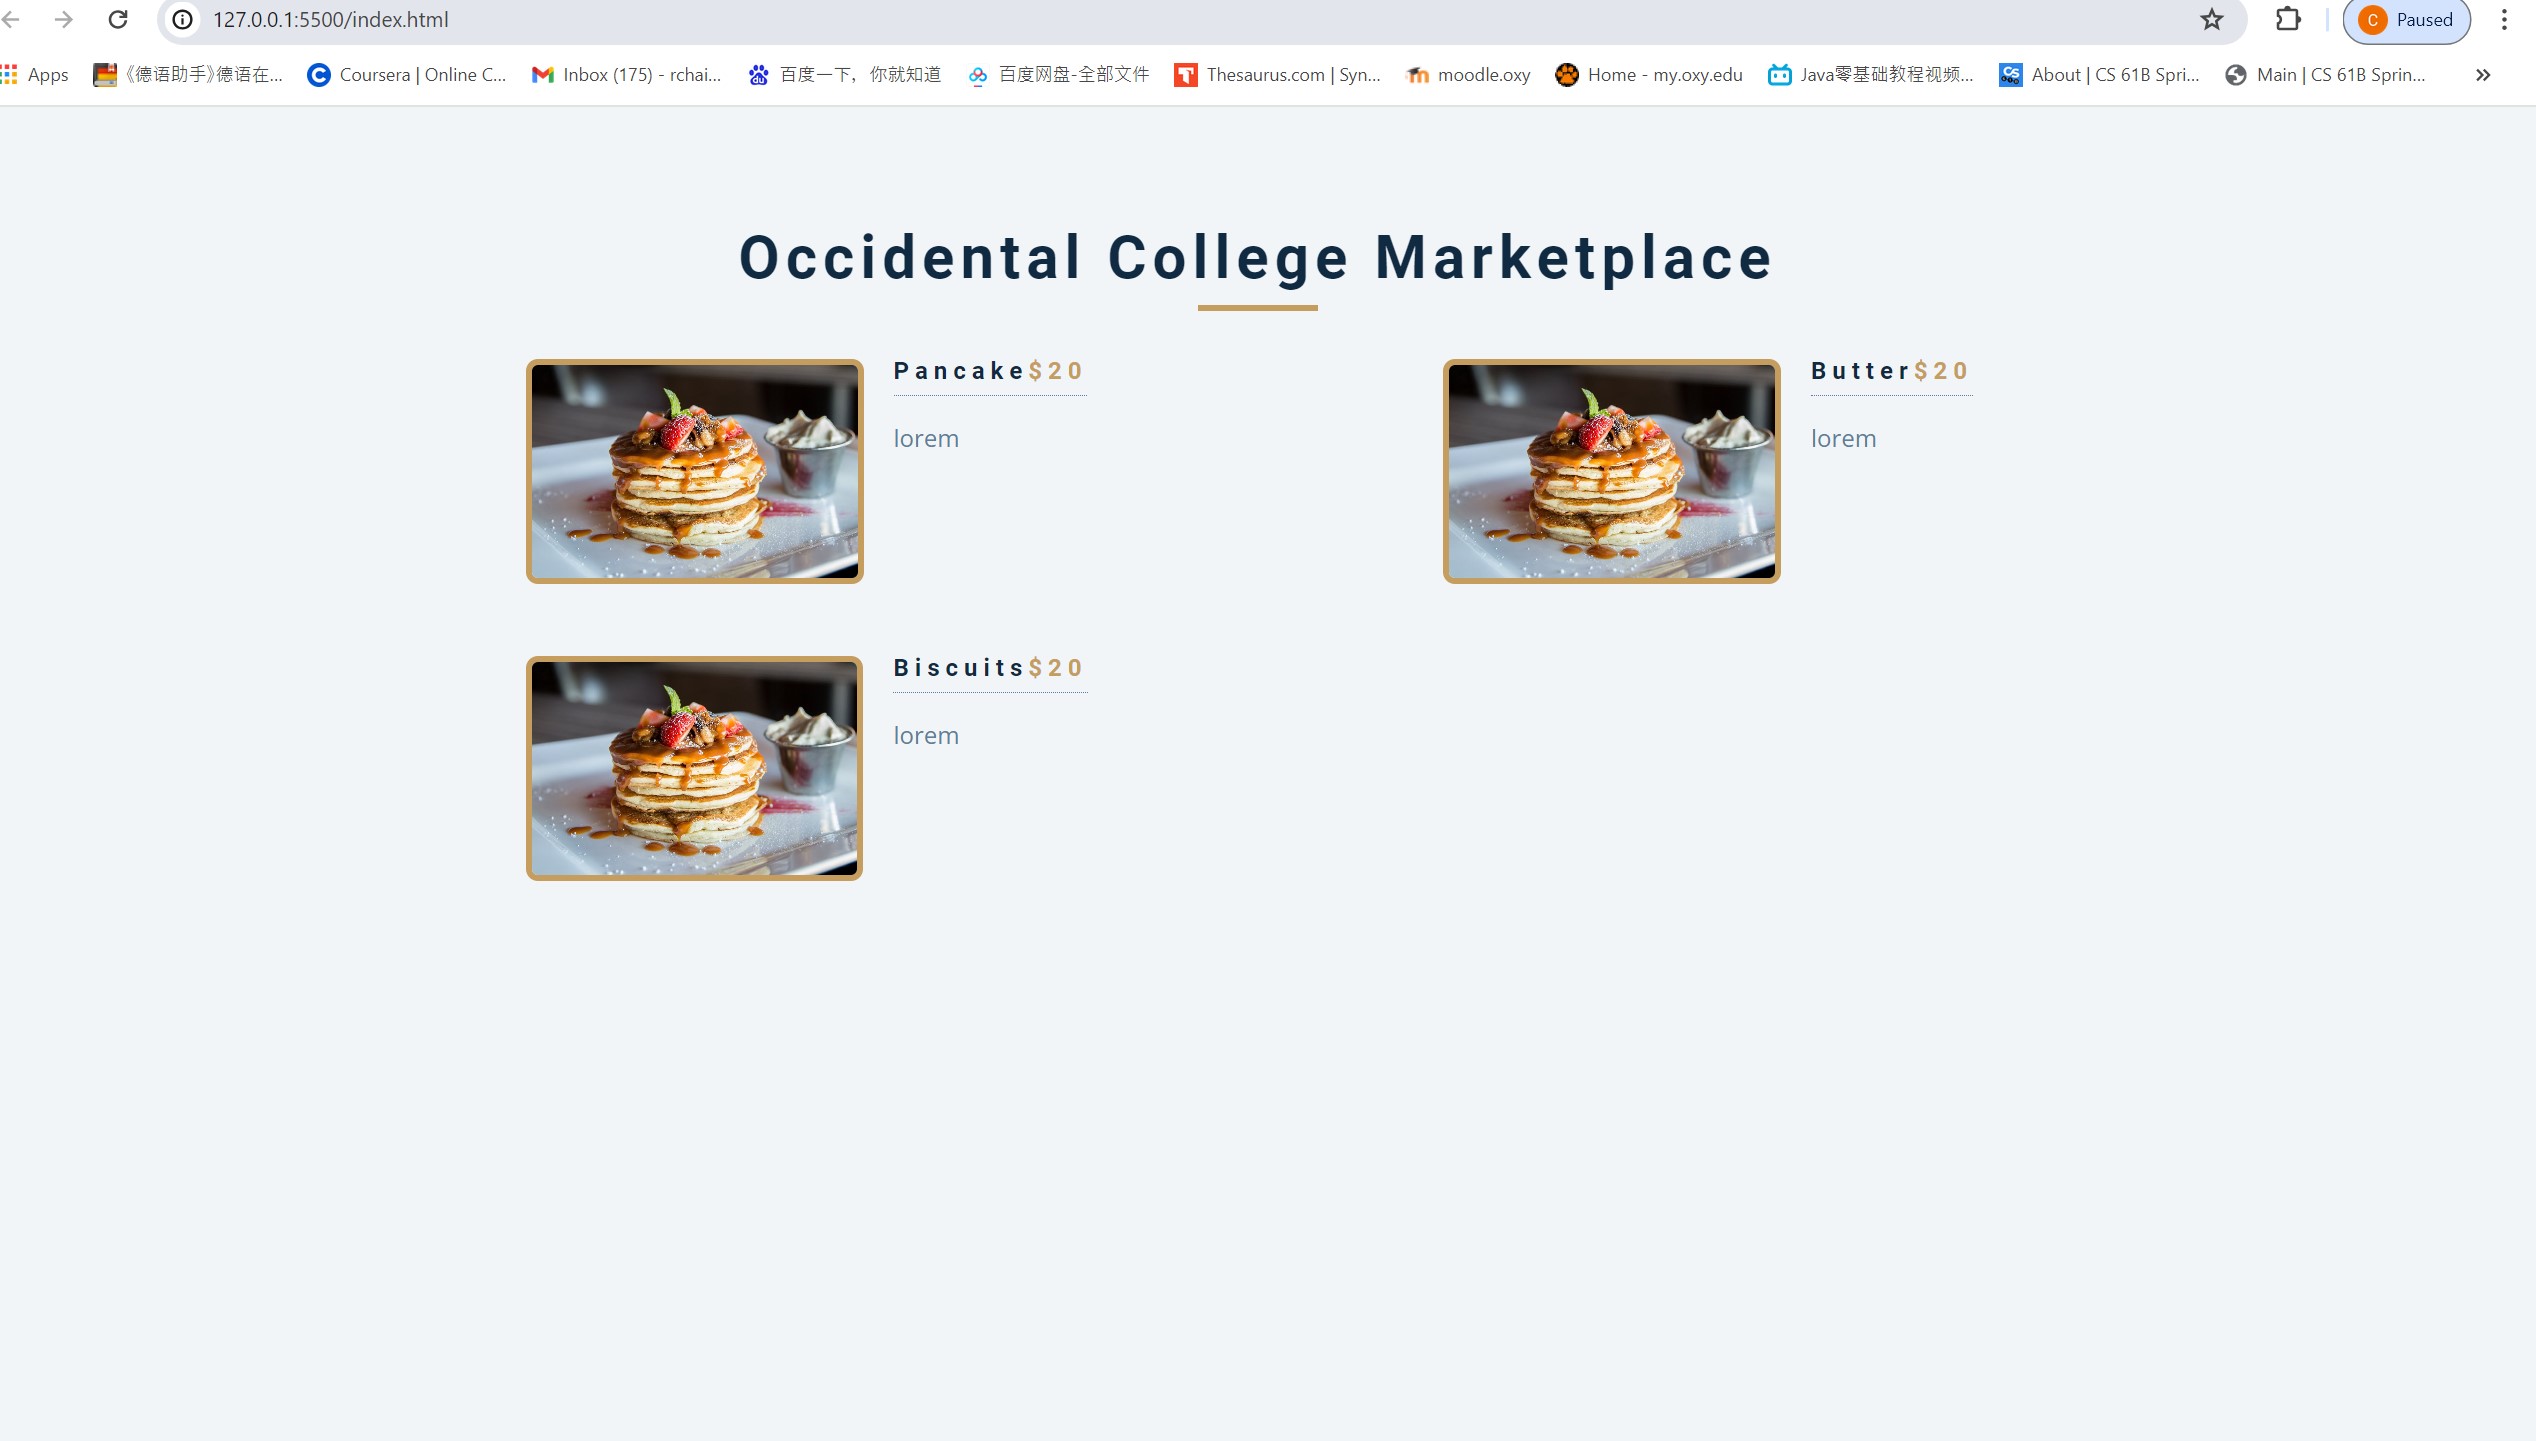 127.0.0.1:5500/index.html
C Paused
Apps 《德语助手》德语在... Coursera | Online C... Inbox (175) - rchai... 百度一下，你就知道 百度网盘-全部文件 Thesaurus.com | Syn... moodle.oxy Home - my.oxy.edu Java零基础教程视频... About | CS 61B Spri... Main | CS 61B Sprin... »
Occidental College Marketplace
Pancake$20
lorem
Butter$20
lorem
Biscuits$20
lorem